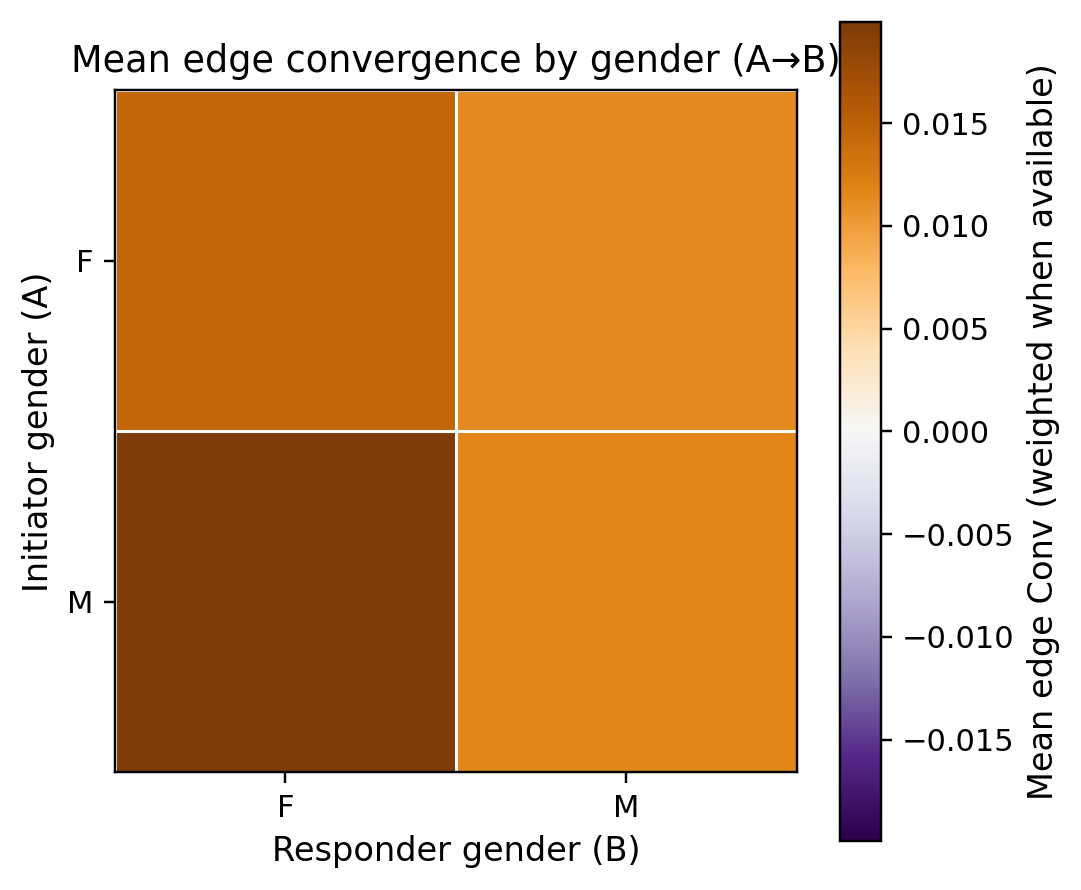 Mean edge convergence by gender (A→B)
Initiator gender (A)
F
M
F
M
Responder gender (B)
0.015
0.010
0.005
0.000
−0.005
−0.010
−0.015
Mean edge Conv (weighted when available)